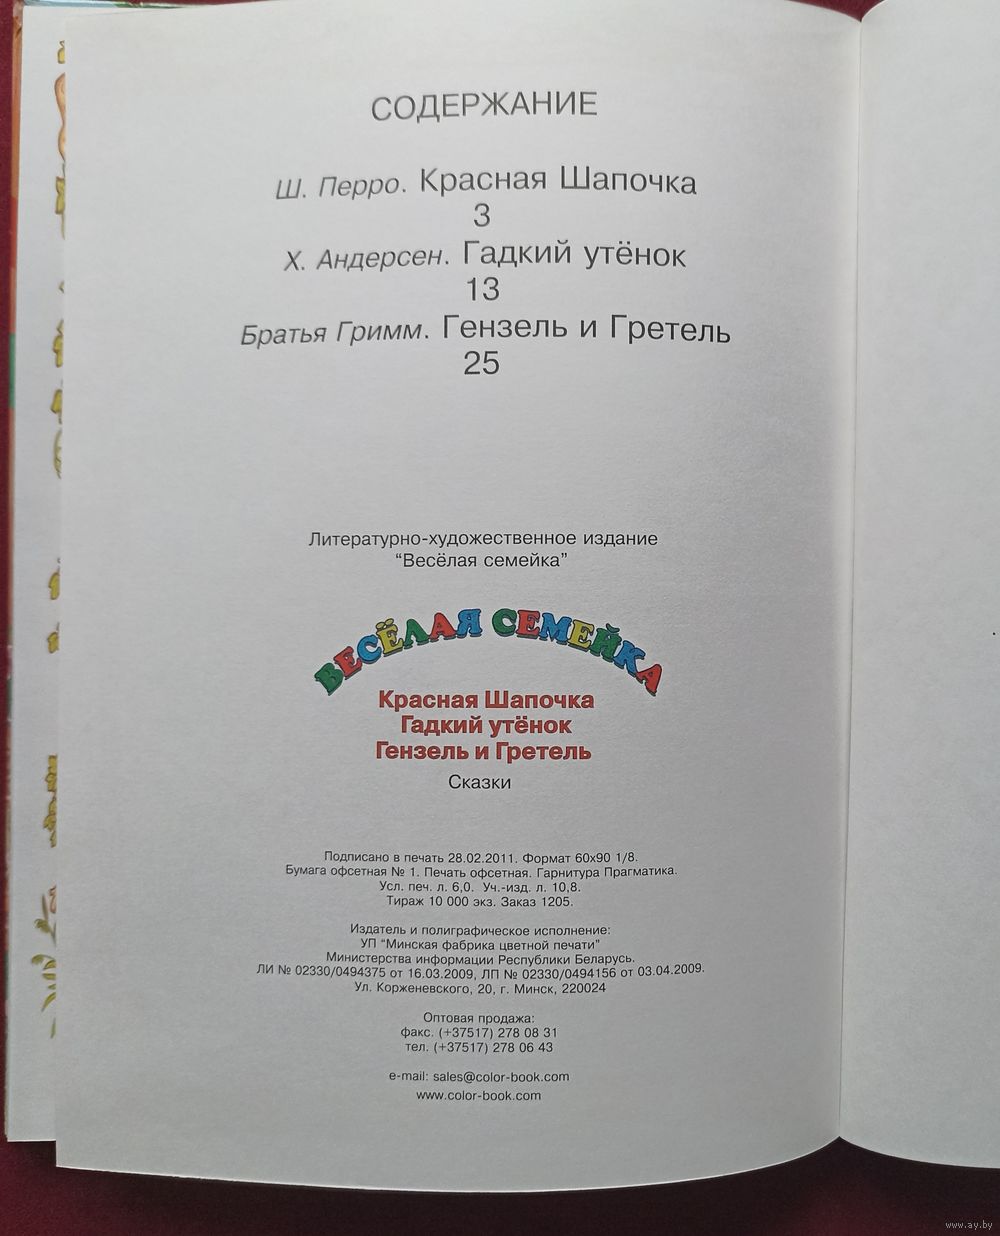 СОДЕРЖАНИЕ
Ш. Перро. Красная Шапочка
3
Х. Андерсен. Гадкий утёнок
13
Братья Гримм. Гензель и Гретель
25
Литературно-художественное издание
“Весёлая семейка”
ВЕСЁЛАЯ СЕМЕЙКА
Красная Шапочка
Гадкий утёнок
Гензель и Гретель
Сказки
Подписано в печать 28.02.2011. Формат 60х90 1/8.
Бумага офсетная № 1. Печать офсетная. Гарнитура Прагматика.
Усл. печ. л. 6,0. Уч.-изд. л. 10,8.
Тираж 10 000 экз. Заказ 1205.
Издатель и полиграфическое исполнение:
УП “Минская фабрика цветной печати”
Министерства информации Республики Беларусь.
ЛИ № 02330/0494375 от 16.03.2009, ЛП № 02330/0494156 от 03.04.2009.
Ул. Корженевского, 20, г. Минск, 220024
Оптовая продажа:
факс. (+37517) 278 08 31
тел. (+37517) 278 06 43
e-mail: sales@color-book.com
www.color-book.com
www.ay.by